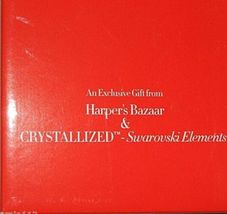 An Exclusive Gift from
Harper's Bazaar
&
CRYSTALLIZED™ - Swarovski Elements